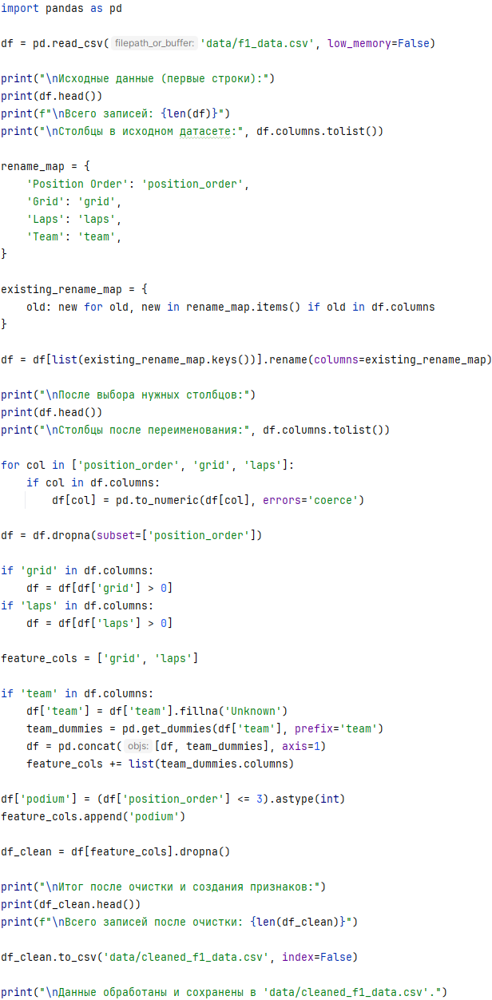 import pandas as pd
df = pd.read_csv( filepath_or_buffer: 'data/f1_data.csv', low_memory=False)
print("\nИсходные данные (первые строки):")
print(df.head())
print(f"\nВсего записей: {len(df)}")
print("\nСтолбцы в исходном датасете:", df.columns.tolist())
rename_map = {
    'Position Order': 'position_order',
    'Grid': 'grid',
    'Laps': 'laps',
    'Team': 'team',
}
existing_rename_map = {
    old: new for old, new in rename_map.items() if old in df.columns
}
df = df[list(existing_rename_map.keys())].rename(columns=existing_rename_map)
print("\nПосле выбора нужных столбцов:")
print(df.head())
print("\nСтолбцы после переименования:", df.columns.tolist())
for col in ['position_order', 'grid', 'laps']:
    if col in df.columns:
        df[col] = pd.to_numeric(df[col], errors='coerce')
df = df.dropna(subset=['position_order'])
if 'grid' in df.columns:
    df = df[df['grid'] > 0]
if 'laps' in df.columns:
    df = df[df['laps'] > 0]
feature_cols = ['grid', 'laps']
if 'team' in df.columns:
    df['team'] = df['team'].fillna('Unknown')
    team_dummies = pd.get_dummies(df['team'], prefix='team')
    df = pd.concat( objs: [df, team_dummies], axis=1)
    feature_cols += list(team_dummies.columns)
df['podium'] = (df['position_order'] <= 3).astype(int)
feature_cols.append('podium')
df_clean = df[feature_cols].dropna()
print("\nИтог после очистки и создания признаков:")
print(df_clean.head())
print(f"\nВсего записей после очистки: {len(df_clean)}")
df_clean.to_csv('data/cleaned_f1_data.csv', index=False)
print("\nДанные обработаны и сохранены в 'data/cleaned_f1_data.csv'.")